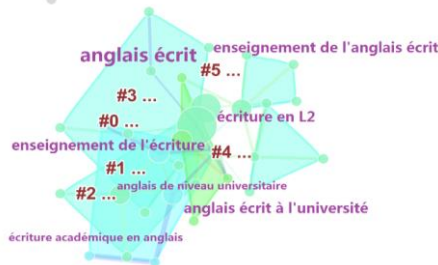 anglais écrit
enseignement de l'anglais écrit
#5 ...
#3 ...
#0 ...
écriture en L2
enseignement de l'écriture
#4 ...
#1 ...
#2 ...
anglais de niveau universitaire
anglais écrit à l'université
écriture académique en anglais